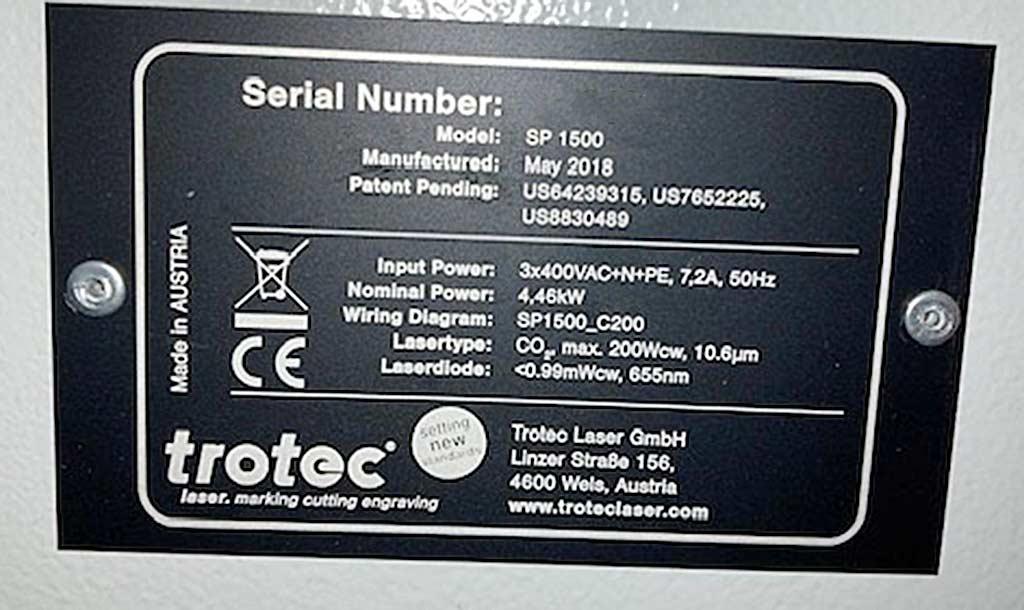 Serial Number:
Model: SP 1500
Manufactured: May 2018
Patent Pending: US64239315, US7652225,
US8830489
Made in AUSTRIA
Input Power: 3x400VAC+N+PE, 7,2A, 50Hz
Nominal Power: 4,46kW
Wiring Diagram: SP1500_C200
Lasertype: CO₂, max. 200Wcw, 10.6µm
Laserdiode: <0.99mWcw, 655nm
CE
trotec
laser. marking cutting engraving
setting
new
standards
Trotec Laser GmbH
Linzer Straße 156,
4600 Wels, Austria
www.troteclaser.com